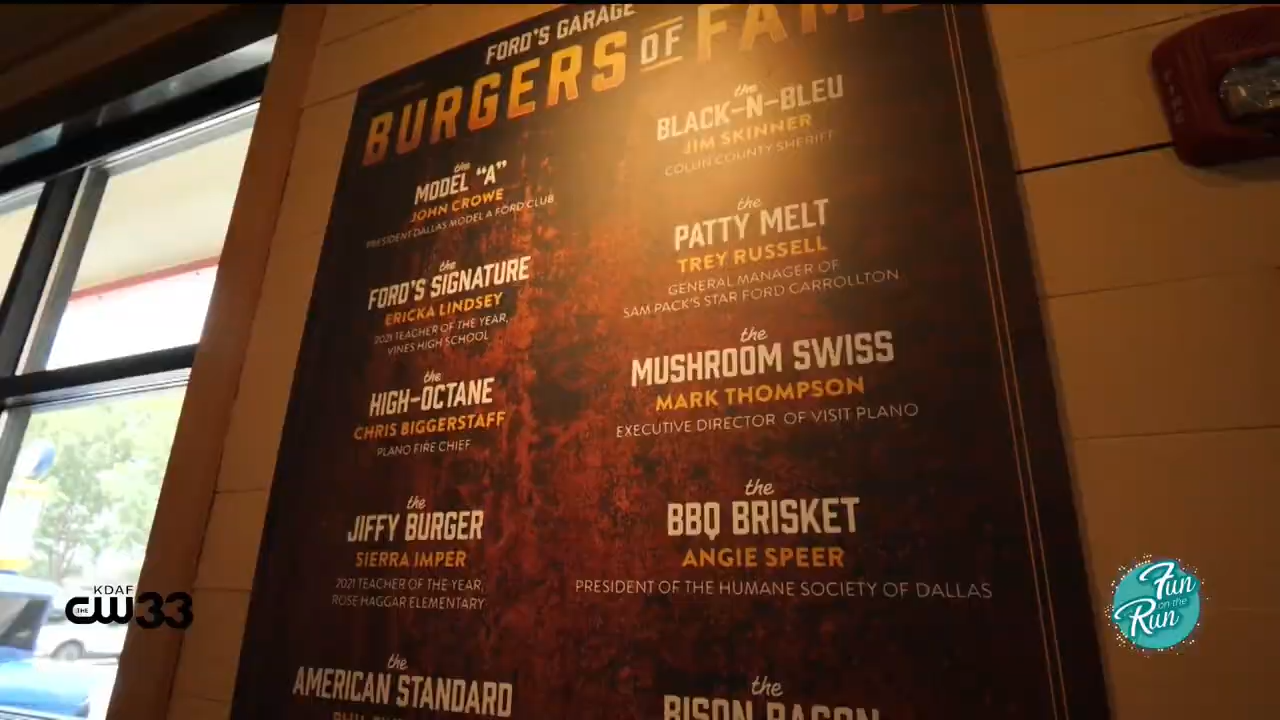 FORD'S GARAGE
BURGERS OF FAME
the
MODEL "A"
JOHN CROWE
PRESIDENT DALLAS MODEL A FORD CLUB
the
FORD'S SIGNATURE
ERICKA LINDSEY
2021 TEACHER OF THE YEAR,
VINES HIGH SCHOOL
the
HIGH-OCTANE
CHRIS BIGGERSTAFF
PLANO FIRE CHIEF
the
JIFFY BURGER
SIERRA IMPER
2021 TEACHER OF THE YEAR,
ROSE HAGGAR ELEMENTARY
the
AMERICAN STANDARD
the
BLACK-N-BLEU
JIM SKINNER
COLLIN COUNTY SHERIFF
the
PATTY MELT
TREY RUSSELL
GENERAL MANAGER OF
SAM PACK'S STAR FORD CARROLLTON
the
MUSHROOM SWISS
MARK THOMPSON
EXECUTIVE DIRECTOR OF VISIT PLANO
the
BBQ BRISKET
ANGIE SPEER
PRESIDENT OF THE HUMANE SOCIETY OF DALLAS
the
BISON BACON
KDAF
THE CW33
Fun
on the
Run